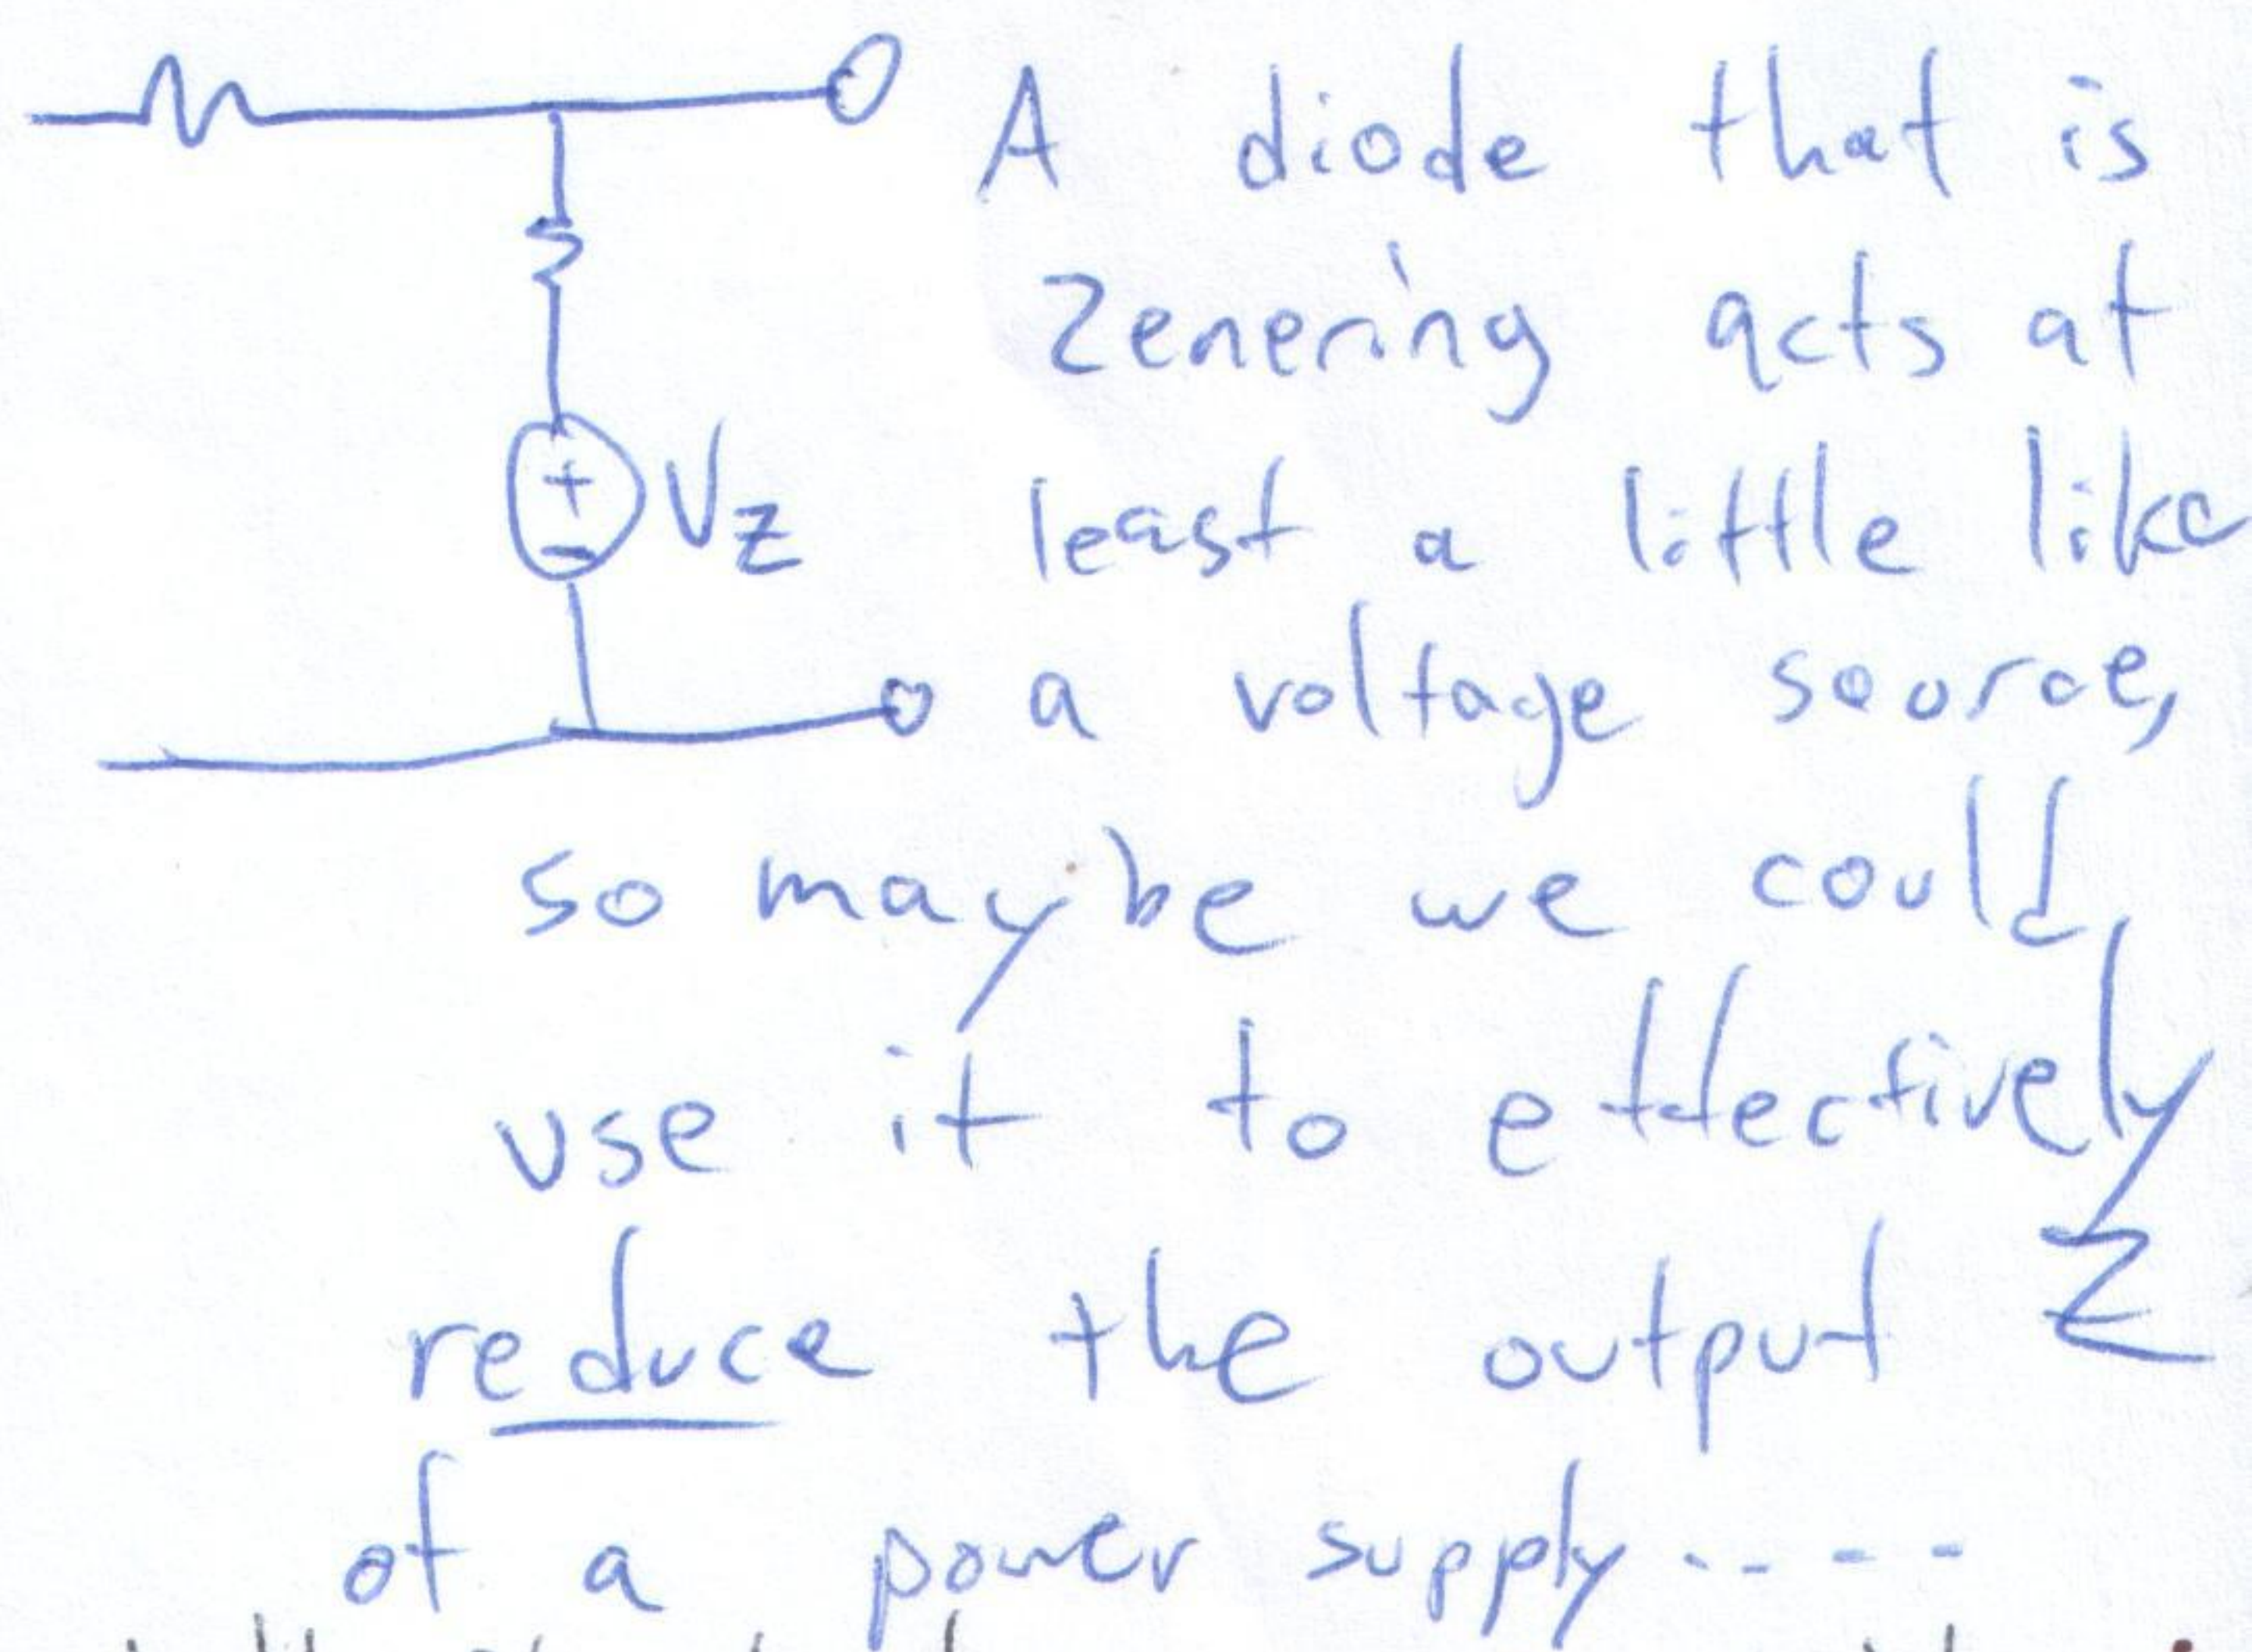 A diode that is
zenering acts at
Vz least a little like
a voltage source,
so maybe we could
use it to effectively
reduce the output Z
of a power supply....